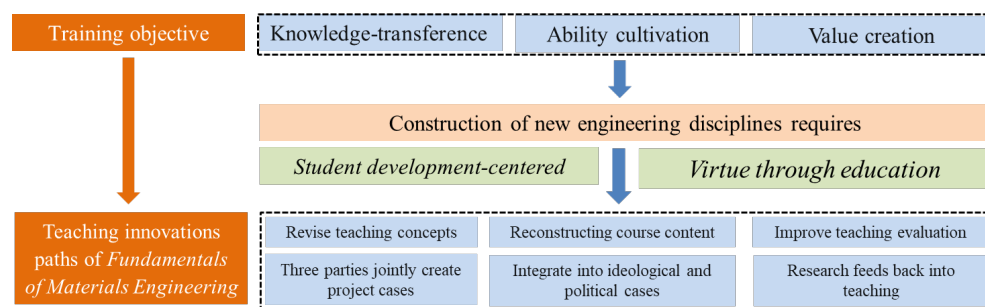 Training objective
Knowledge-transference
Ability cultivation
Value creation
Construction of new engineering disciplines requires
Student development-centered
Virtue through education
Teaching innovations
paths of Fundamentals
of Materials Engineering
Revise teaching concepts
Reconstructing course content
Improve teaching evaluation
Three parties jointly create
project cases
Integrate into ideological and
political cases
Research feeds back into
teaching